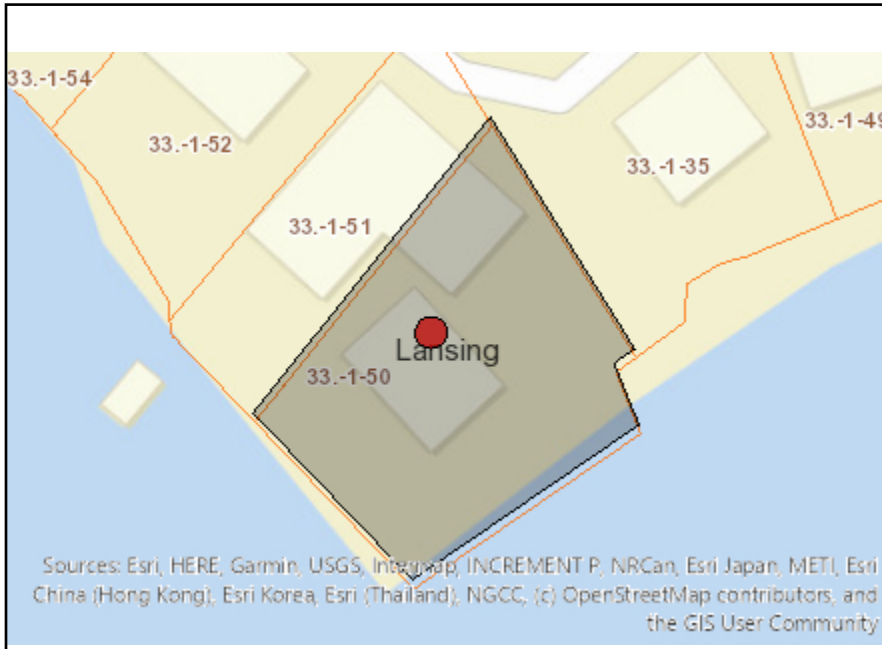 33.-1-54
33.-1-52
33.-1-35
33.-1-49
33.-1-51
Lansing
33.-1-50
Sources: Esri, HERE, Garmin, USGS, Intermap, INCREMENT P, NRCan, Esri Japan, METI, Esri
China (Hong Kong), Esri Korea, Esri (Thailand), NGCC, (c) OpenStreetMap contributors, and
the GIS User Community